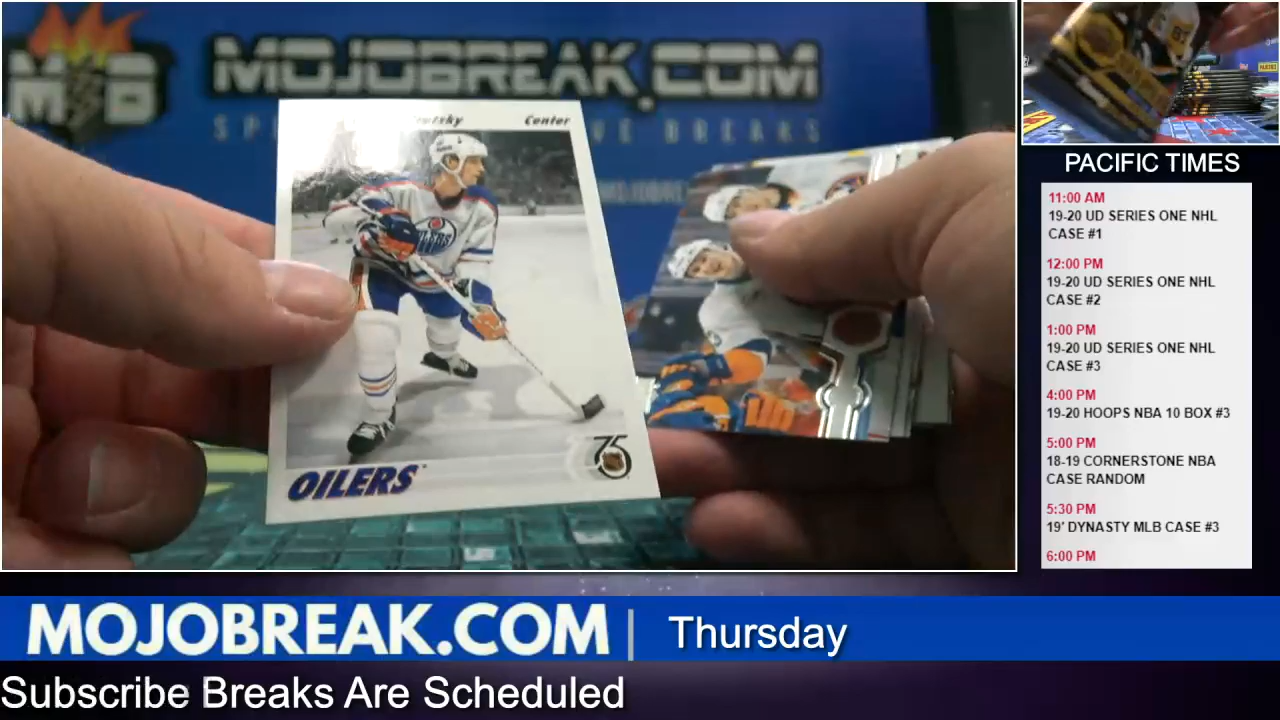 MOJOBREAK.COM
MB
Center
OILERS
OILERS
75
PACIFIC TIMES
11:00 AM
19-20 UD SERIES ONE NHL
CASE #1
12:00 PM
19-20 UD SERIES ONE NHL
CASE #2
1:00 PM
19-20 UD SERIES ONE NHL
CASE #3
4:00 PM
19-20 HOOPS NBA 10 BOX #3
5:00 PM
18-19 CORNERSTONE NBA
CASE RANDOM
5:30 PM
19' DYNASTY MLB CASE #3
6:00 PM
MOJOBREAK.COM | Thursday
Subscribe Breaks Are Scheduled